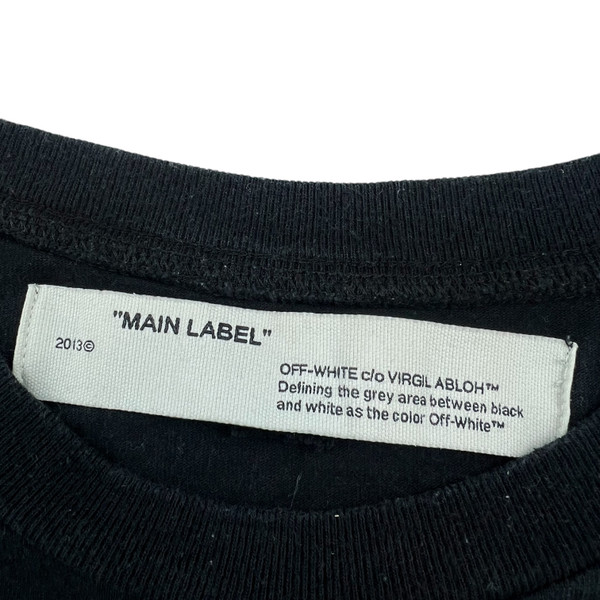 "MAIN LABEL"
2013©
OFF-WHITE c/o VIRGIL ABLOH™
Defining the grey area between black
and white as the color Off-White™